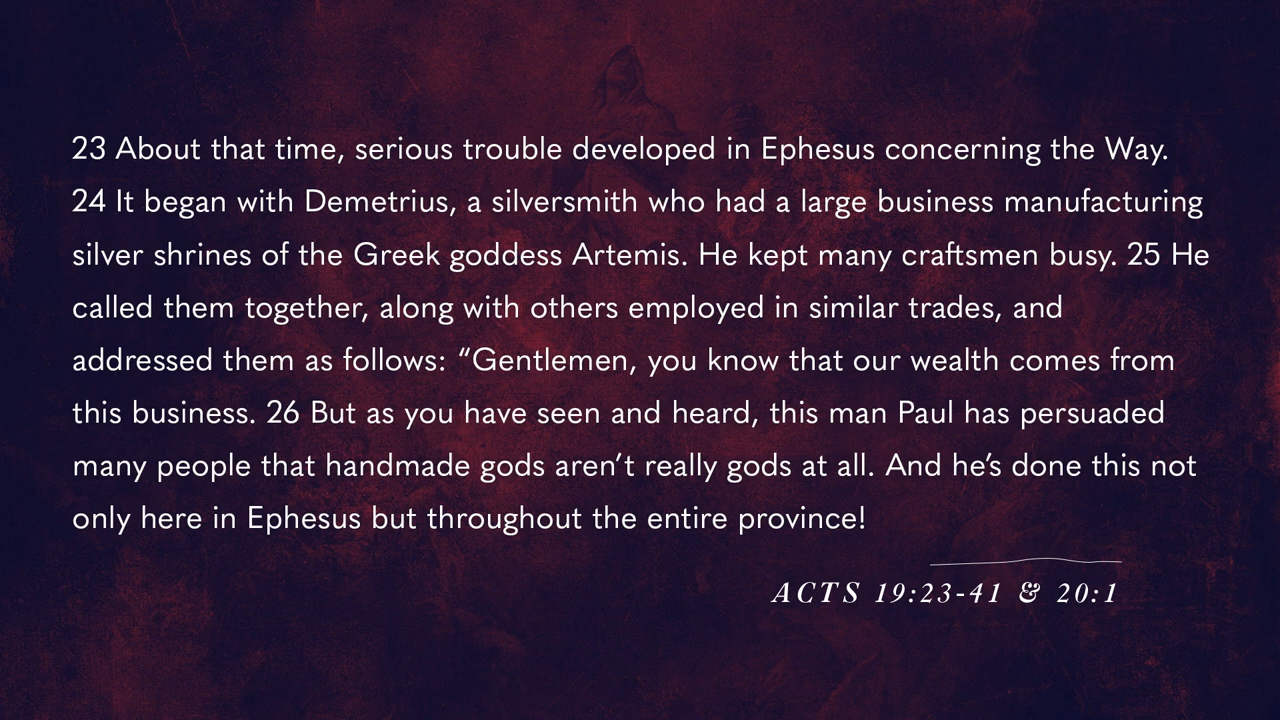 23 About that time, serious trouble developed in Ephesus concerning the Way.
24 It began with Demetrius, a silversmith who had a large business manufacturing
silver shrines of the Greek goddess Artemis. He kept many craftsmen busy. 25 He
called them together, along with others employed in similar trades, and
addressed them as follows: “Gentlemen, you know that our wealth comes from
this business. 26 But as you have seen and heard, this man Paul has persuaded
many people that handmade gods aren’t really gods at all. And he’s done this not
only here in Ephesus but throughout the entire province!
ACTS 19:23-41 & 20:1